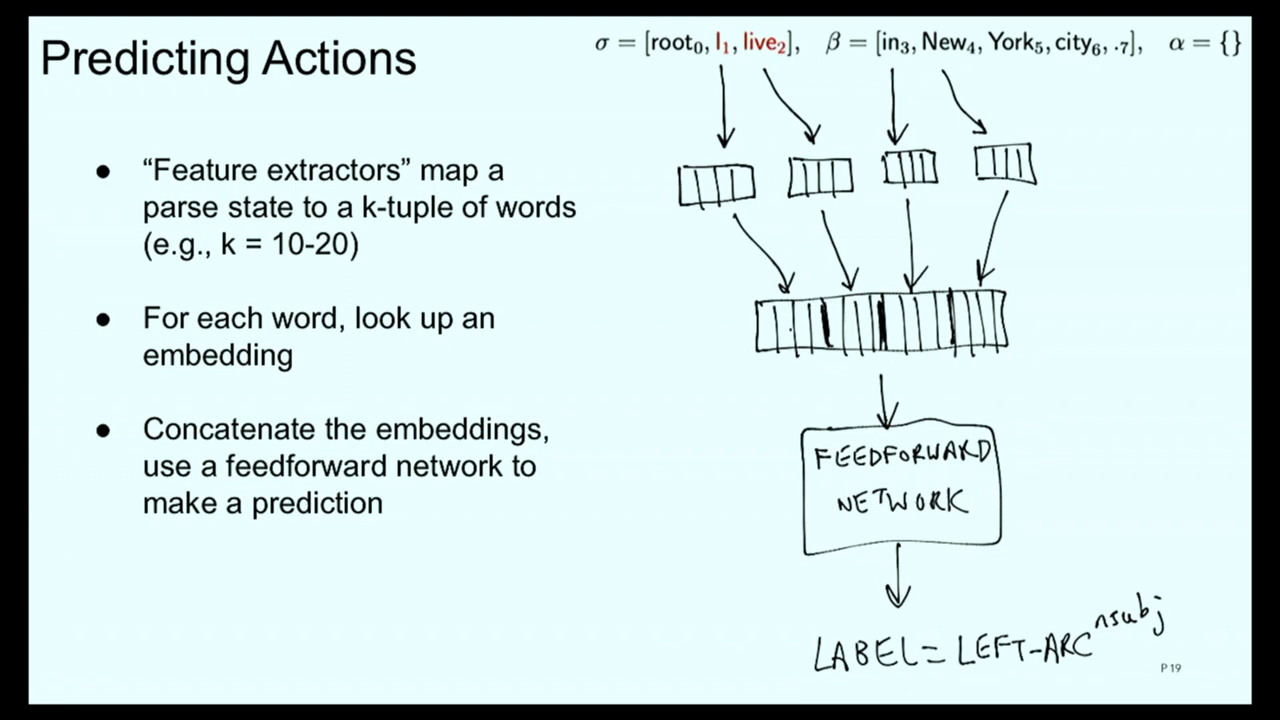 Predicting Actions
σ = [root₀, I₁, live₂], β = [in₃, New₄, York₅, city₆, .₇], α = {}
● “Feature extractors” map a
parse state to a k-tuple of words
(e.g., k = 10-20)
● For each word, look up an
embedding
● Concatenate the embeddings,
use a feedforward network to
make a prediction
FEEDFORWARD
NETWORK
LABEL = LEFT-ARC nsubj
P 19